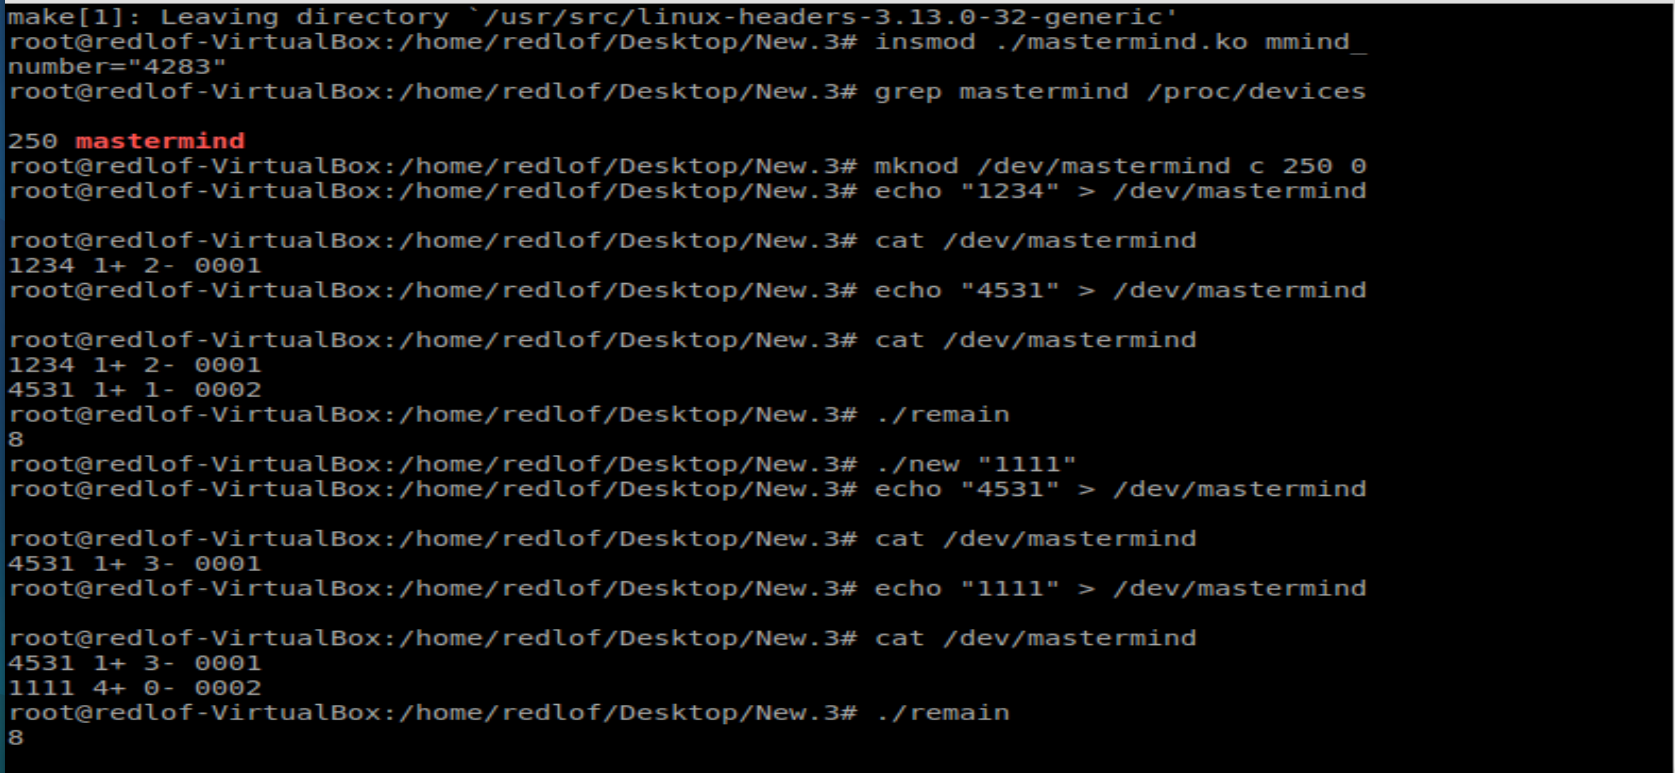 make[1]: Leaving directory `/usr/src/linux-headers-3.13.0-32-generic'
root@redlof-VirtualBox:/home/redlof/Desktop/New.3# insmod ./mastermind.ko mmind_
number="4283"
root@redlof-VirtualBox:/home/redlof/Desktop/New.3# grep mastermind /proc/devices
250 mastermind
root@redlof-VirtualBox:/home/redlof/Desktop/New.3# mknod /dev/mastermind c 250 0
root@redlof-VirtualBox:/home/redlof/Desktop/New.3# echo "1234" > /dev/mastermind
root@redlof-VirtualBox:/home/redlof/Desktop/New.3# cat /dev/mastermind
1234 1+ 2- 0001
root@redlof-VirtualBox:/home/redlof/Desktop/New.3# echo "4531" > /dev/mastermind
root@redlof-VirtualBox:/home/redlof/Desktop/New.3# cat /dev/mastermind
1234 1+ 2- 0001
4531 1+ 1- 0002
root@redlof-VirtualBox:/home/redlof/Desktop/New.3# ./remain
8
root@redlof-VirtualBox:/home/redlof/Desktop/New.3# ./new "1111"
root@redlof-VirtualBox:/home/redlof/Desktop/New.3# echo "4531" > /dev/mastermind
root@redlof-VirtualBox:/home/redlof/Desktop/New.3# cat /dev/mastermind
4531 1+ 3- 0001
root@redlof-VirtualBox:/home/redlof/Desktop/New.3# echo "1111" > /dev/mastermind
root@redlof-VirtualBox:/home/redlof/Desktop/New.3# cat /dev/mastermind
4531 1+ 3- 0001
1111 4+ 0- 0002
root@redlof-VirtualBox:/home/redlof/Desktop/New.3# ./remain
8